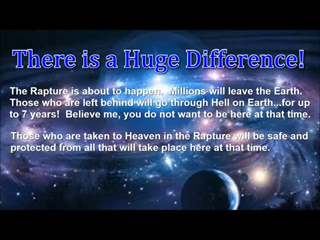 There is a Huge Difference!
The Rapture is about to happen. Millions will leave the Earth.
Those who are left behind will go through Hell on Earth...for up
to 7 years! Believe me, you do not want to be here at that time.
Those who are taken to Heaven in the Rapture will be safe and
protected from all that will take place here at that time.